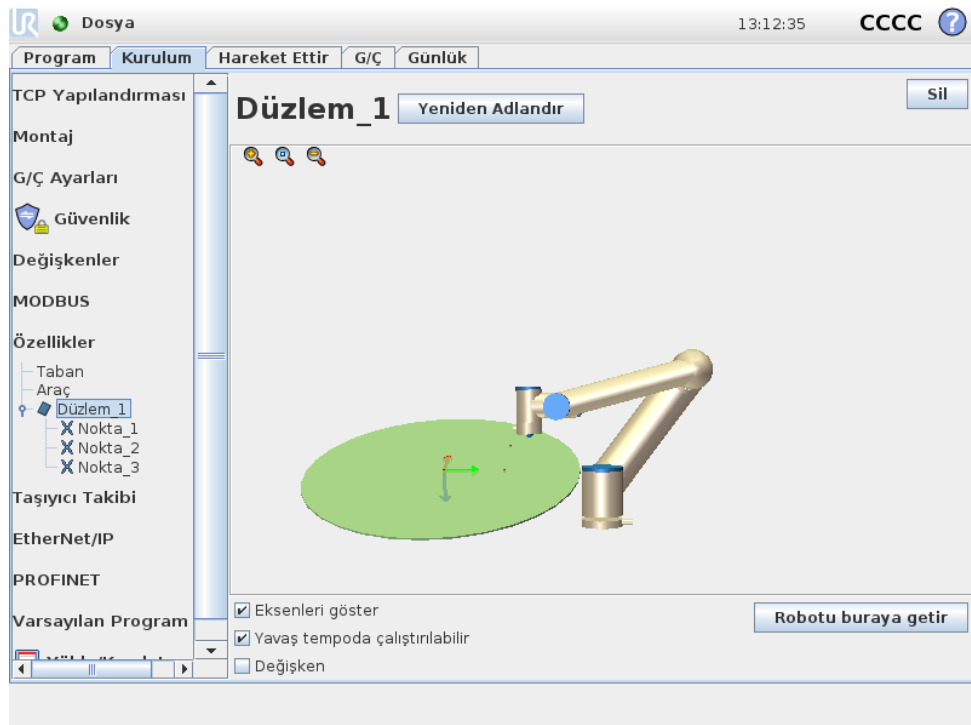 UR Dosya 13:12:35 CCCC ?
Program Kurulum Hareket Ettir G/Ç Günlük
TCP Yapılandırması
Montaj
G/Ç Ayarları
Güvenlik
Değişkenler
MODBUS
Özellikler
Taban
Araç
Düzlem_1
Nokta_1
Nokta_2
Nokta_3
Taşıyıcı Takibi
EtherNet/IP
PROFINET
Varsayılan Program
Düzlem_1 Yeniden Adlandır Sil
Eksenleri göster
Yavaş tempoda çalıştırılabilir
Değişken
Robotu buraya getir